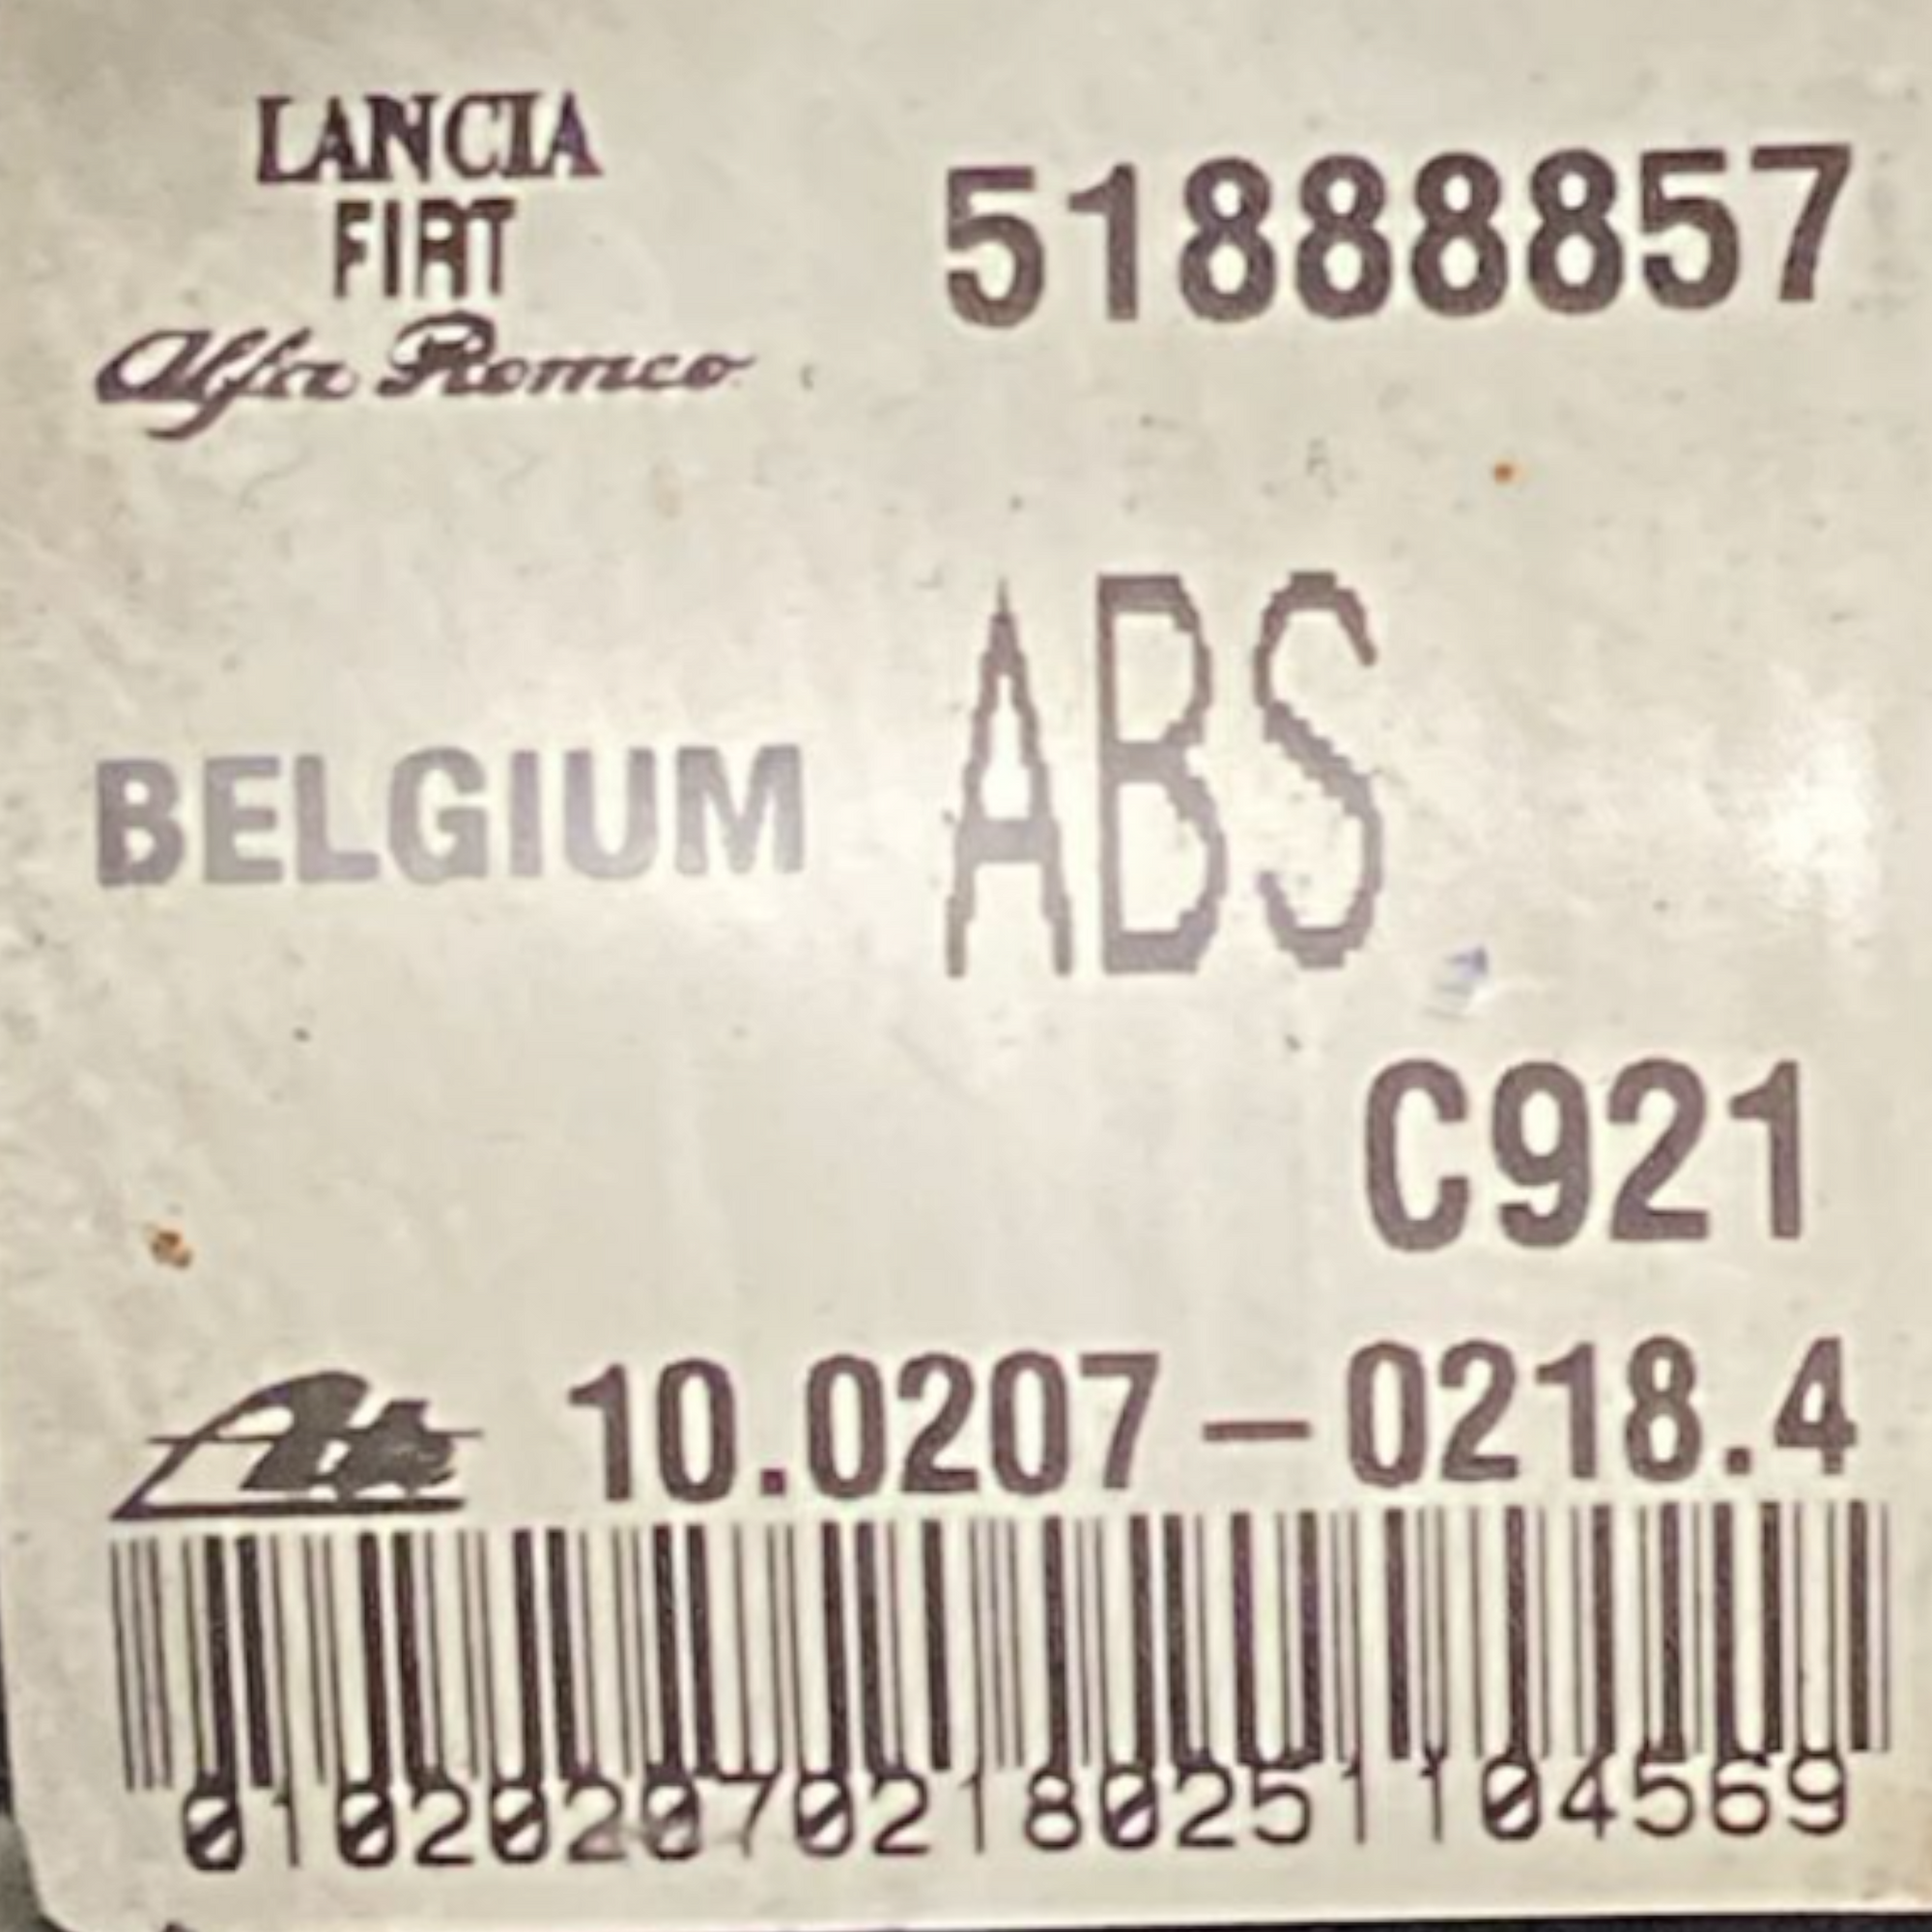 LANCIA
FIAT
Alfa Romeo
51888857
BELGIUM ABS
C921
Ate 10.0207-0218.4
0102020702180251104569